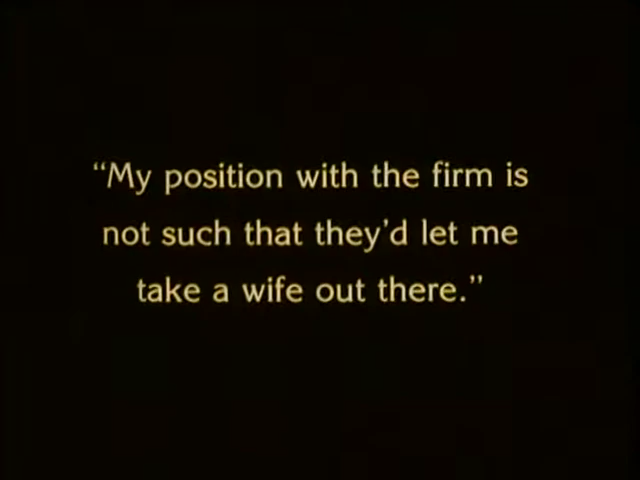 “My position with the firm is
not such that they’d let me
take a wife out there.”